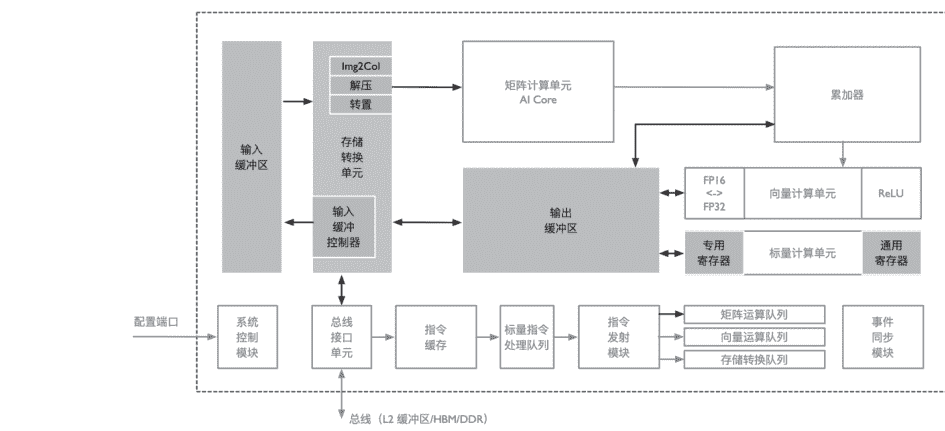 Img2Col
解压
转置
存储
转换
单元
输入
缓冲区
输入
缓冲
控制器
矩阵计算单元
AI Core
累加器
输出
缓冲区
FP16
<->
FP32
向量计算单元
ReLU
专用
寄存器
标量计算单元
通用
寄存器
配置端口
系统
控制
模块
总线
接口
单元
指令
缓存
标量指令
处理队列
指令
发射
模块
矩阵运算队列
向量运算队列
存储转换队列
事件
同步
模块
总线（L2 缓冲区/HBM/DDR）